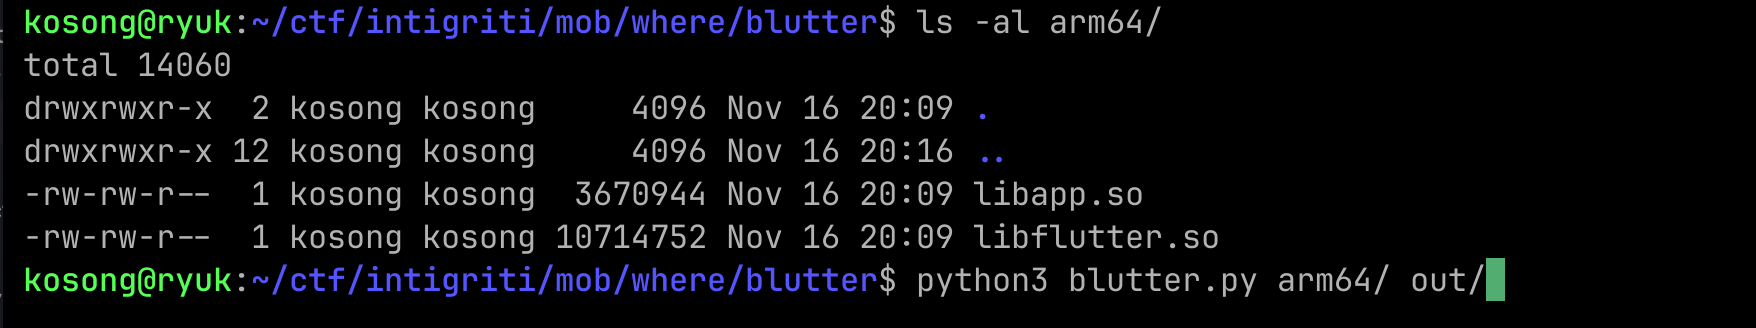 kosong@ryuk:~/ctf/intigriti/mob/where/blutter$ ls -al arm64/
total 14060
drwxrwxr-x  2 kosong kosong     4096 Nov 16 20:09 .
drwxrwxr-x 12 kosong kosong     4096 Nov 16 20:16 ..
-rw-rw-r--  1 kosong kosong  3670944 Nov 16 20:09 libapp.so
-rw-rw-r--  1 kosong kosong 10714752 Nov 16 20:09 libflutter.so
kosong@ryuk:~/ctf/intigriti/mob/where/blutter$ python3 blutter.py arm64/ out/